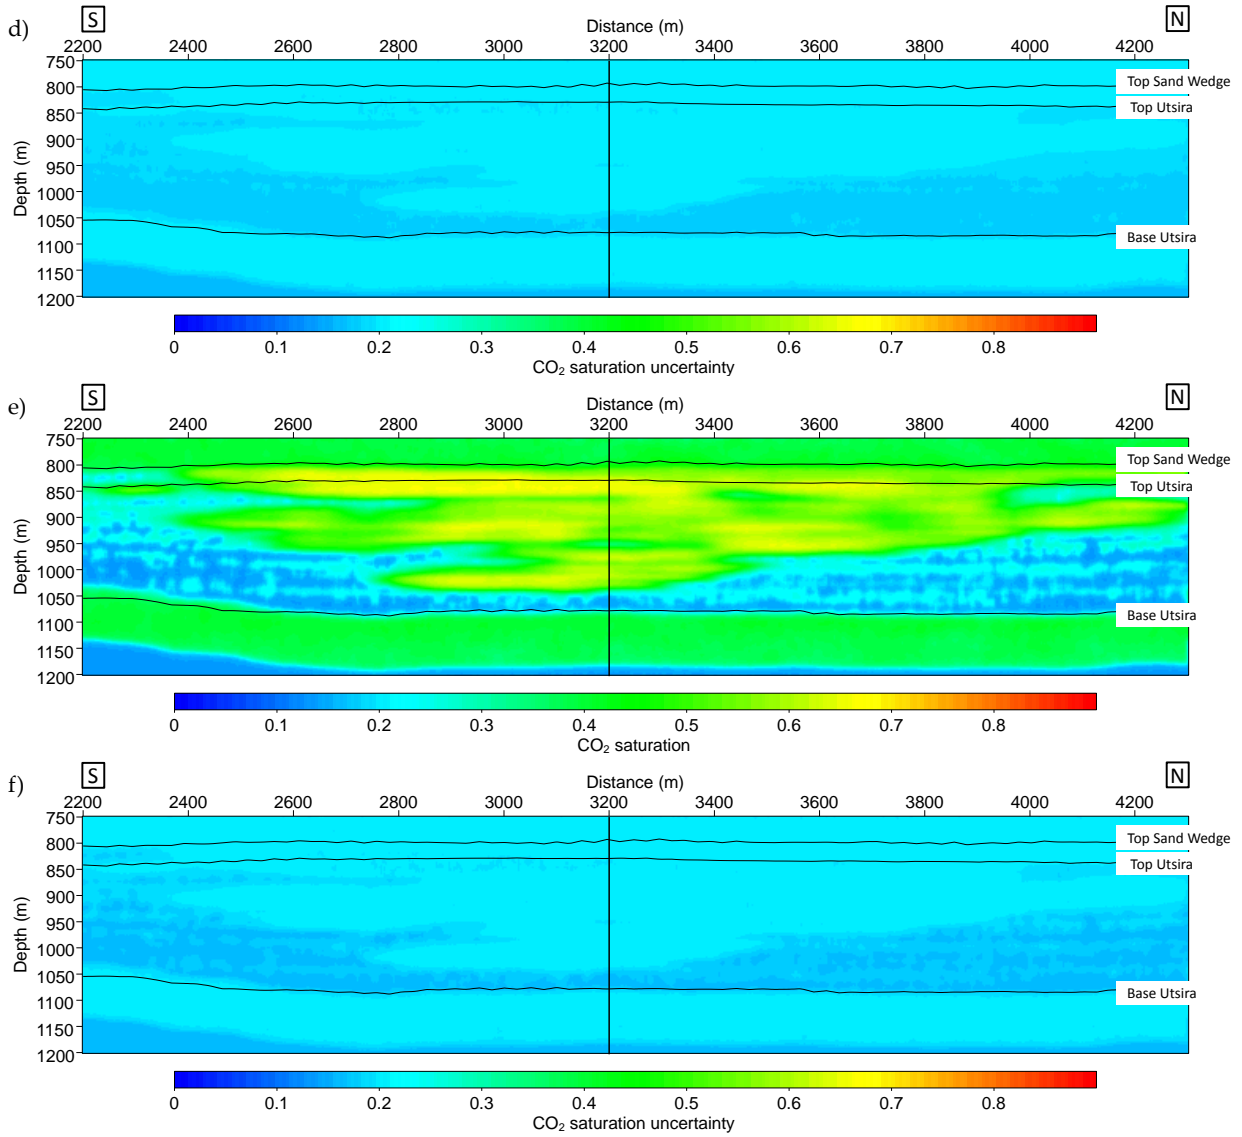 d)
S
Distance (m)
N
2200 2400 2600 2800 3000 3200 3400 3600 3800 4000 4200
750
Top Sand Wedge
800
Top Utsira
850
900
Depth (m)
950
1000
1050
Base Utsira
1100
1150
1200
0 0.1 0.2 0.3 0.4 0.5 0.6 0.7 0.8
CO₂ saturation uncertainty
e)
S
Distance (m)
N
2200 2400 2600 2800 3000 3200 3400 3600 3800 4000 4200
750
Top Sand Wedge
800
Top Utsira
850
900
Depth (m)
950
1000
1050
Base Utsira
1100
1150
1200
0 0.1 0.2 0.3 0.4 0.5 0.6 0.7 0.8
CO₂ saturation
f)
S
Distance (m)
N
2200 2400 2600 2800 3000 3200 3400 3600 3800 4000 4200
750
Top Sand Wedge
800
Top Utsira
850
900
Depth (m)
950
1000
1050
Base Utsira
1100
1150
1200
0 0.1 0.2 0.3 0.4 0.5 0.6 0.7 0.8
CO₂ saturation uncertainty